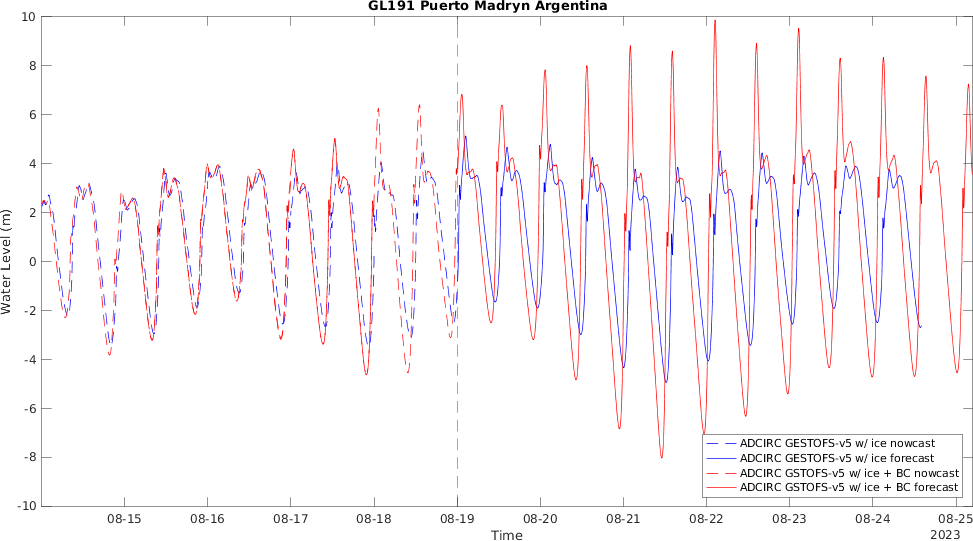 GL191 Puerto Madryn Argentina
10
8
6
4
2
0
-2
-4
-6
-8
-10
Water Level (m)
08-15 08-16 08-17 08-18 08-19 08-20 08-21 08-22 08-23 08-24 08-25
Time
2023
ADCIRC GESTOFS-v5 w/ ice nowcast
ADCIRC GESTOFS-v5 w/ ice forecast
ADCIRC GSTOFS-v5 w/ ice + BC nowcast
ADCIRC GSTOFS-v5 w/ ice + BC forecast